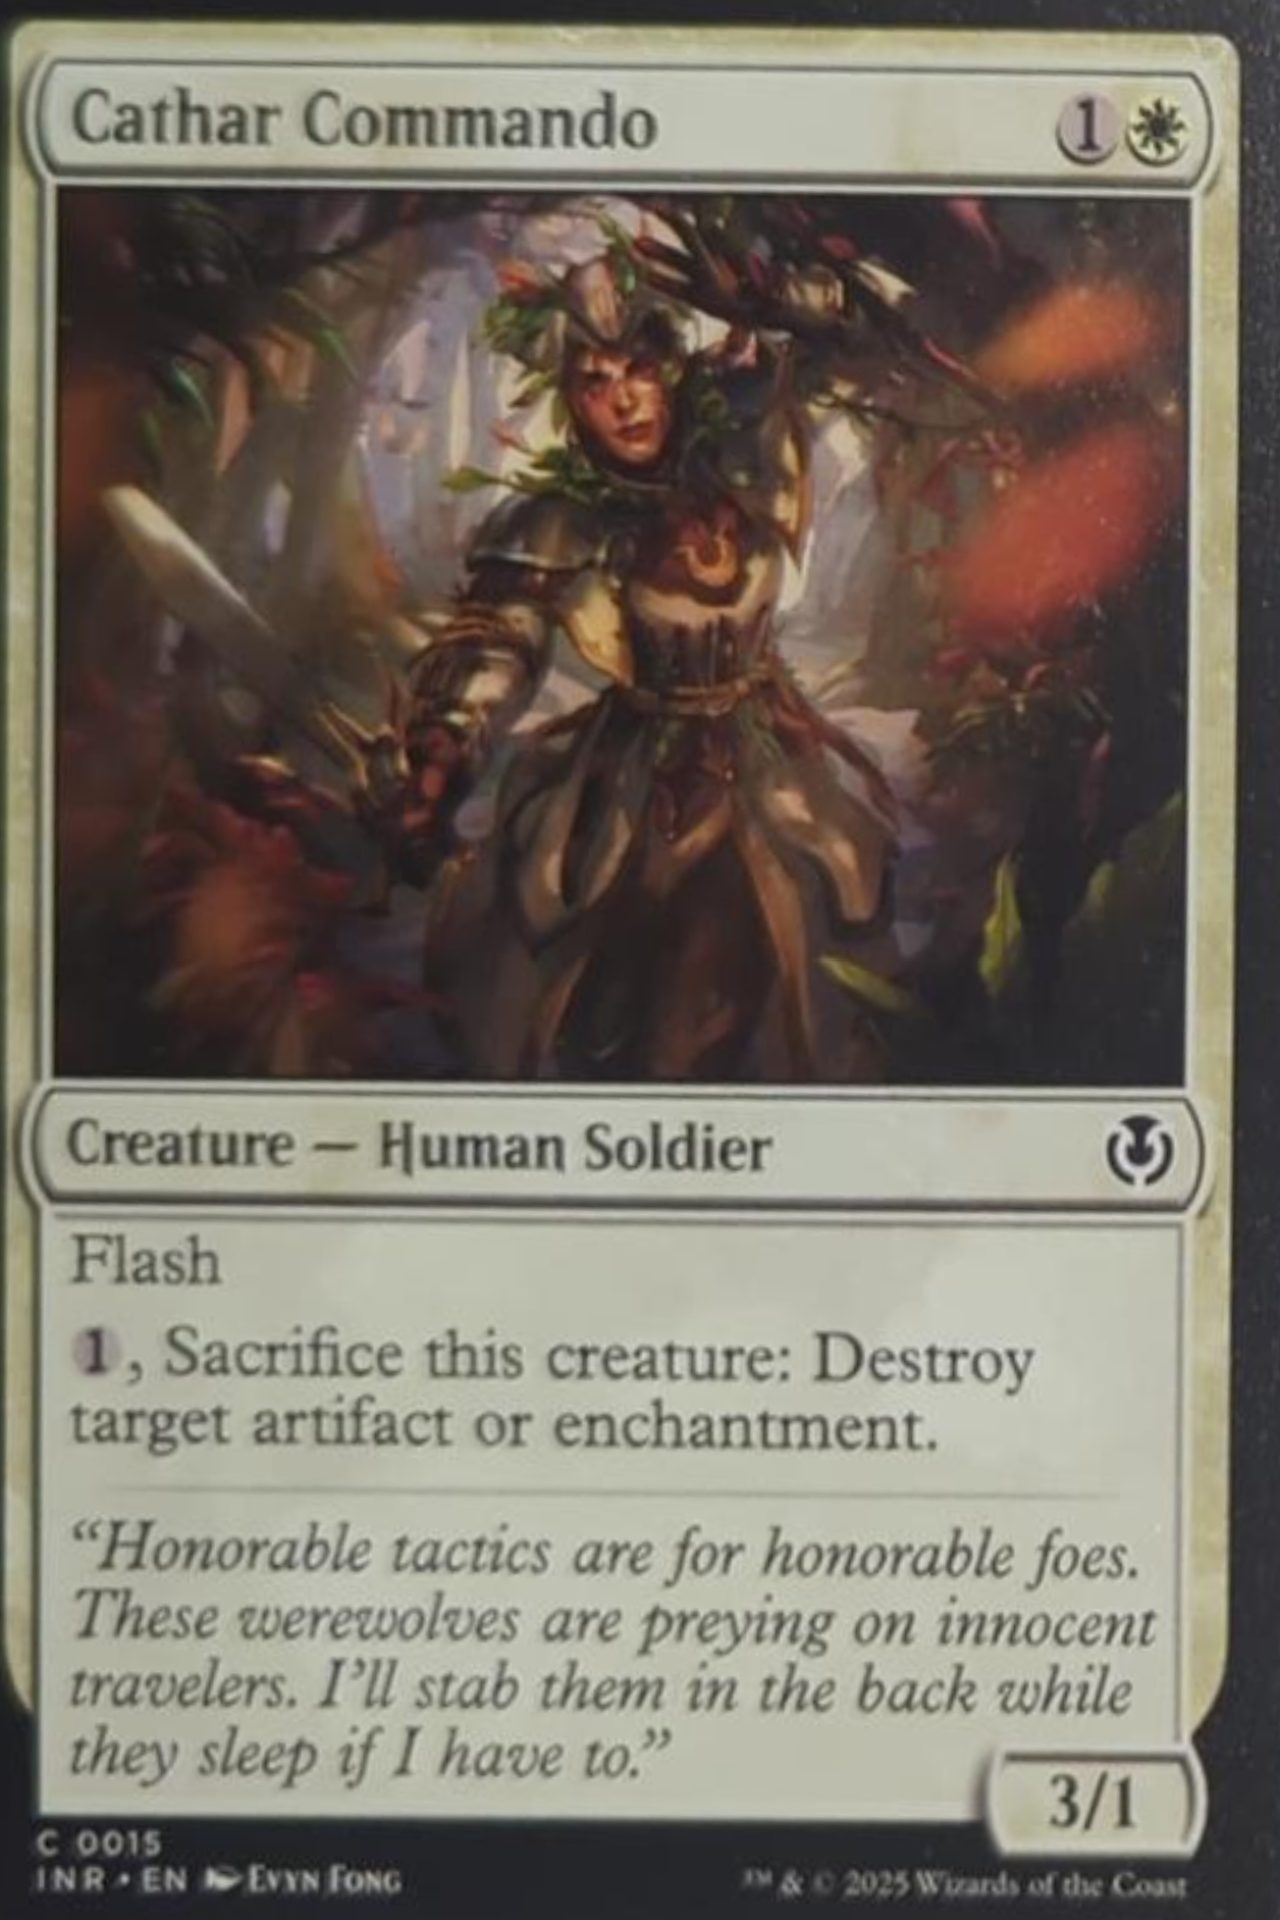 Cathar Commando 1
Creature — Human Soldier
Flash
1, Sacrifice this creature: Destroy
target artifact or enchantment.
“Honorable tactics are for honorable foes.
These werewolves are preying on innocent
travelers. I’ll stab them in the back while
they sleep if I have to.”
3/1
C 0015
INR • EN Evyn Fong
™ & © 2025 Wizards of the Coast